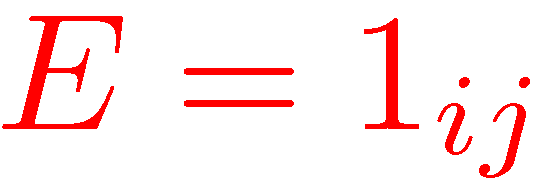 E = 1_{ij}